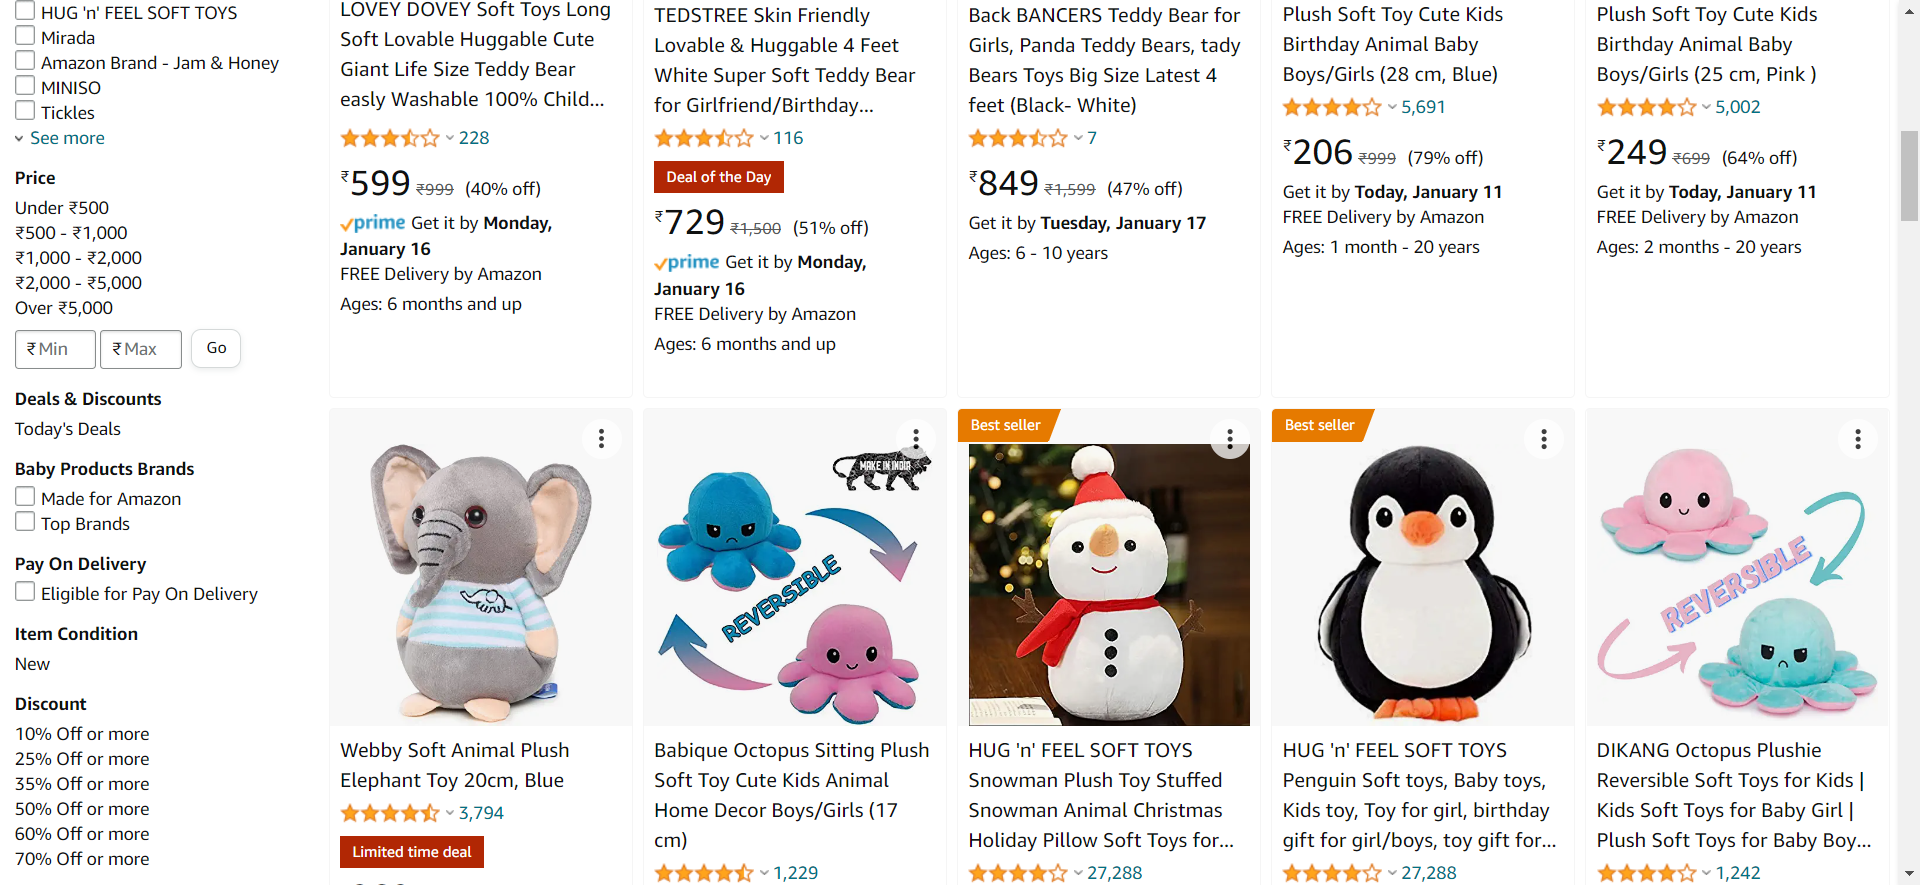 HUG 'n' FEEL SOFT TOYS
Mirada
Amazon Brand - Jam & Honey
MINISO
Tickles
See more
Price
Under ₹500
₹500 - ₹1,000
₹1,000 - ₹2,000
₹2,000 - ₹5,000
Over ₹5,000
₹ Min
₹ Max
Go
Deals & Discounts
Today's Deals
Baby Products Brands
Made for Amazon
Top Brands
Pay On Delivery
Eligible for Pay On Delivery
Item Condition
New
Discount
10% Off or more
25% Off or more
35% Off or more
50% Off or more
60% Off or more
70% Off or more
LOVEY DOVEY Soft Toys Long
Soft Lovable Huggable Cute
Giant Life Size Teddy Bear
easly Washable 100% Child...
228
₹599 ₹999 (40% off)
prime Get it by Monday,
January 16
FREE Delivery by Amazon
Ages: 6 months and up
TEDSTREE Skin Friendly
Lovable & Huggable 4 Feet
White Super Soft Teddy Bear
for Girlfriend/Birthday...
116
Deal of the Day
₹729 ₹1,500 (51% off)
prime Get it by Monday,
January 16
FREE Delivery by Amazon
Ages: 6 months and up
Back BANCERS Teddy Bear for
Girls, Panda Teddy Bears, tady
Bears Toys Big Size Latest 4
feet (Black- White)
7
₹849 ₹1,599 (47% off)
Get it by Tuesday, January 17
Ages: 6 - 10 years
Plush Soft Toy Cute Kids
Birthday Animal Baby
Boys/Girls (28 cm, Blue)
5,691
₹206 ₹999 (79% off)
Get it by Today, January 11
FREE Delivery by Amazon
Ages: 1 month - 20 years
Plush Soft Toy Cute Kids
Birthday Animal Baby
Boys/Girls (25 cm, Pink )
5,002
₹249 ₹699 (64% off)
Get it by Today, January 11
FREE Delivery by Amazon
Ages: 2 months - 20 years
Webby Soft Animal Plush
Elephant Toy 20cm, Blue
3,794
Limited time deal
MAKE IN INDIA
REVERSIBLE
Babique Octopus Sitting Plush
Soft Toy Cute Kids Animal
Home Decor Boys/Girls (17
cm)
1,229
Best seller
HUG 'n' FEEL SOFT TOYS
Snowman Plush Toy Stuffed
Snowman Animal Christmas
Holiday Pillow Soft Toys for...
27,288
Best seller
HUG 'n' FEEL SOFT TOYS
Penguin Soft toys, Baby toys,
Kids toy, Toy for girl, birthday
gift for girl/boys, toy gift for...
27,288
REVERSIBLE
DIKANG Octopus Plushie
Reversible Soft Toys for Kids |
Kids Soft Toys for Baby Girl |
Plush Soft Toys for Baby Boy...
1,242